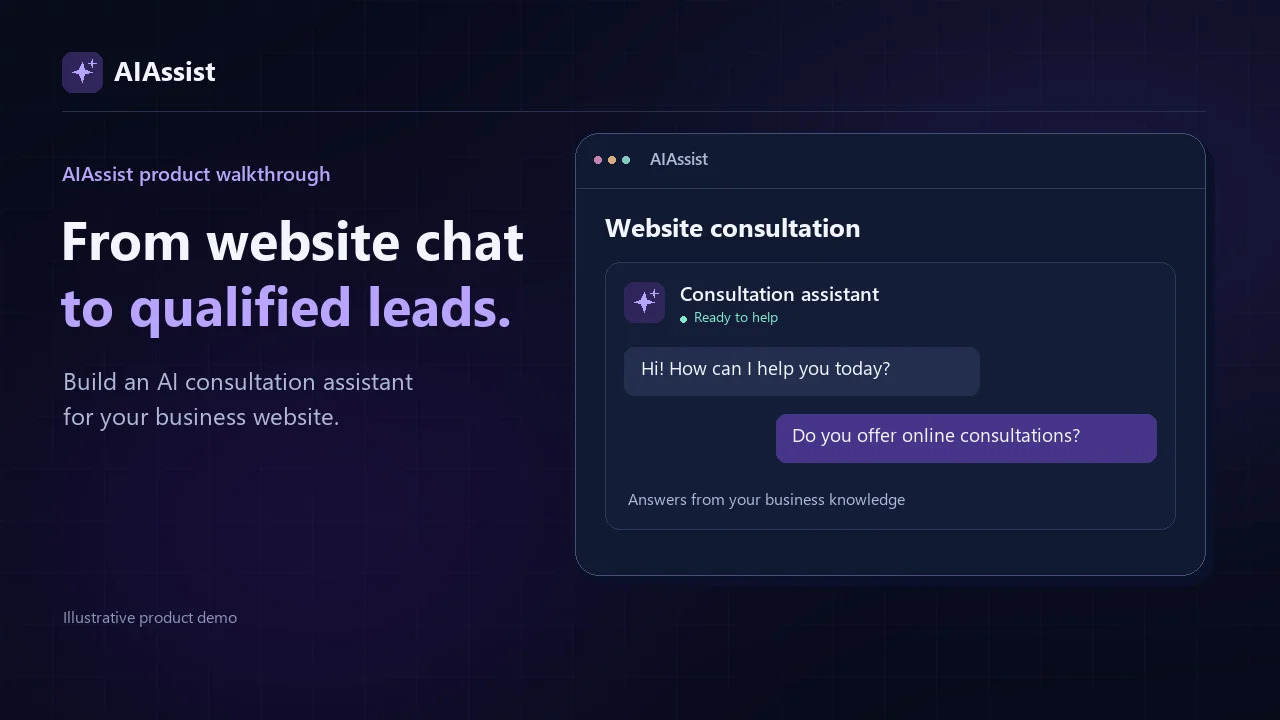 AIAssist
AIAssist product walkthrough
From website chat
to qualified leads.
Build an AI consultation assistant
for your business website.
Illustrative product demo
AIAssist
Website consultation
Consultation assistant
Ready to help
Hi! How can I help you today?
Do you offer online consultations?
Answers from your business knowledge